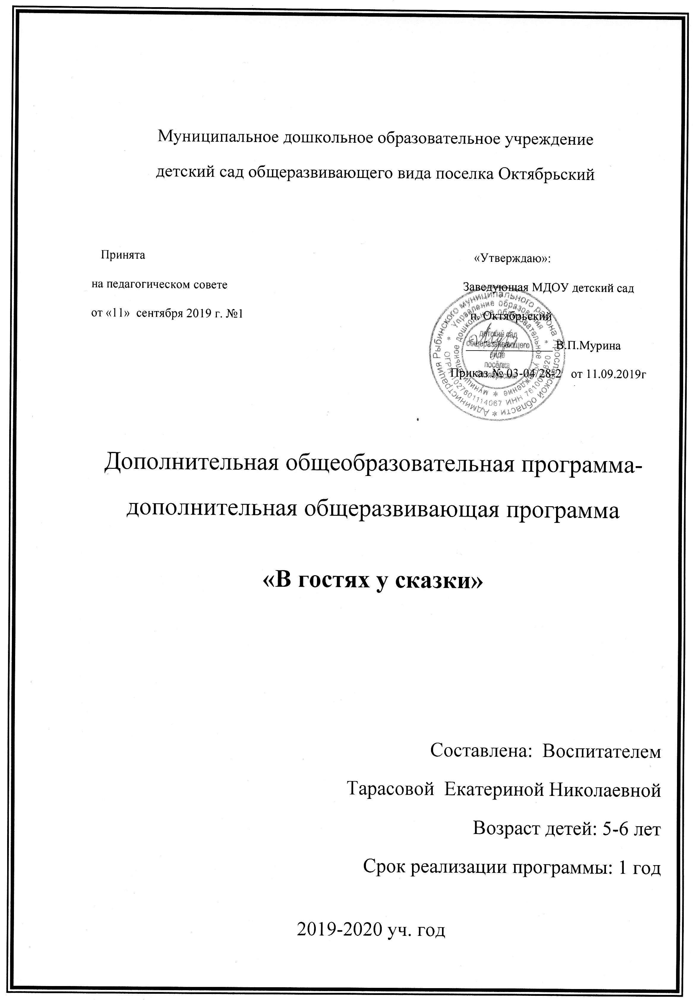 Муниципальное дошкольное образовательное учреждение
детский сад общеразвивающего вида поселка Октябрьский
Принята
на педагогическом совете
от «11» сентября 2019 г. №1
«Утверждаю»:
Заведующая МДОУ детский сад
п. Октябрьский
В.П.Мурина
Приказ № 03-04/28-2 от 11.09.2019г
Администрация Рыбинского муниципального района Ярославской области
Управление образования
ОГРН 1027601114067 ИНН
муниципальное дошкольное образовательное учреждение
детский сад
общеразвивающего
вида
посёлка
Октябрьский
Дополнительная общеобразовательная программа-
дополнительная общеразвивающая программа
«В гостях у сказки»
Составлена: Воспитателем
Тарасовой Екатериной Николаевной
Возраст детей: 5-6 лет
Срок реализации программы: 1 год
2019-2020 уч. год